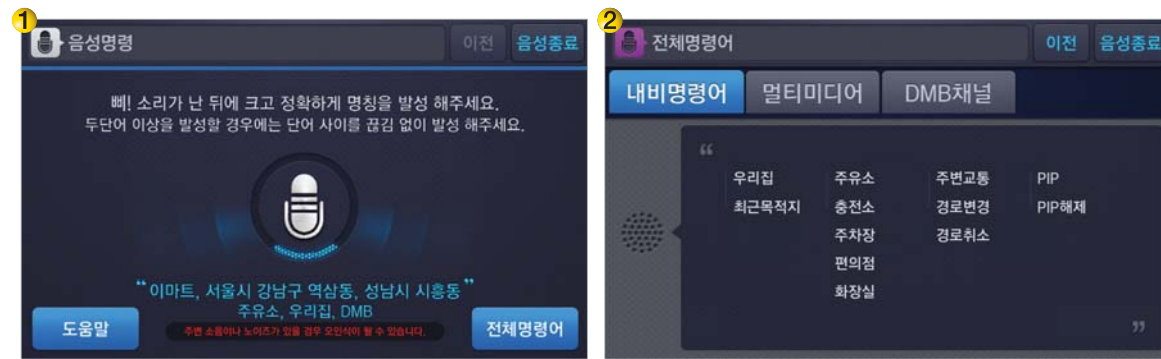 1
음성명령
이전
음성종료
삐! 소리가 난 뒤에 크고 정확하게 명칭을 발성 해주세요.
두단어 이상을 발성할 경우에는 단어 사이를 끊김 없이 발성 해주세요.
“이마트, 서울시 강남구 역삼동, 성남시 시흥동”
주유소, 우리집, DMB
주변 소음이나 노이즈가 있을 경우 오인식이 될 수 있습니다.
도움말
전체명령어
2
전체명령어
이전
음성종료
내비명령어
멀티미디어
DMB채널
“
우리집 주유소 주변교통 PIP
최근목적지 충전소 경로변경 PIP해제
주차장 경로취소
편의점
화장실
”